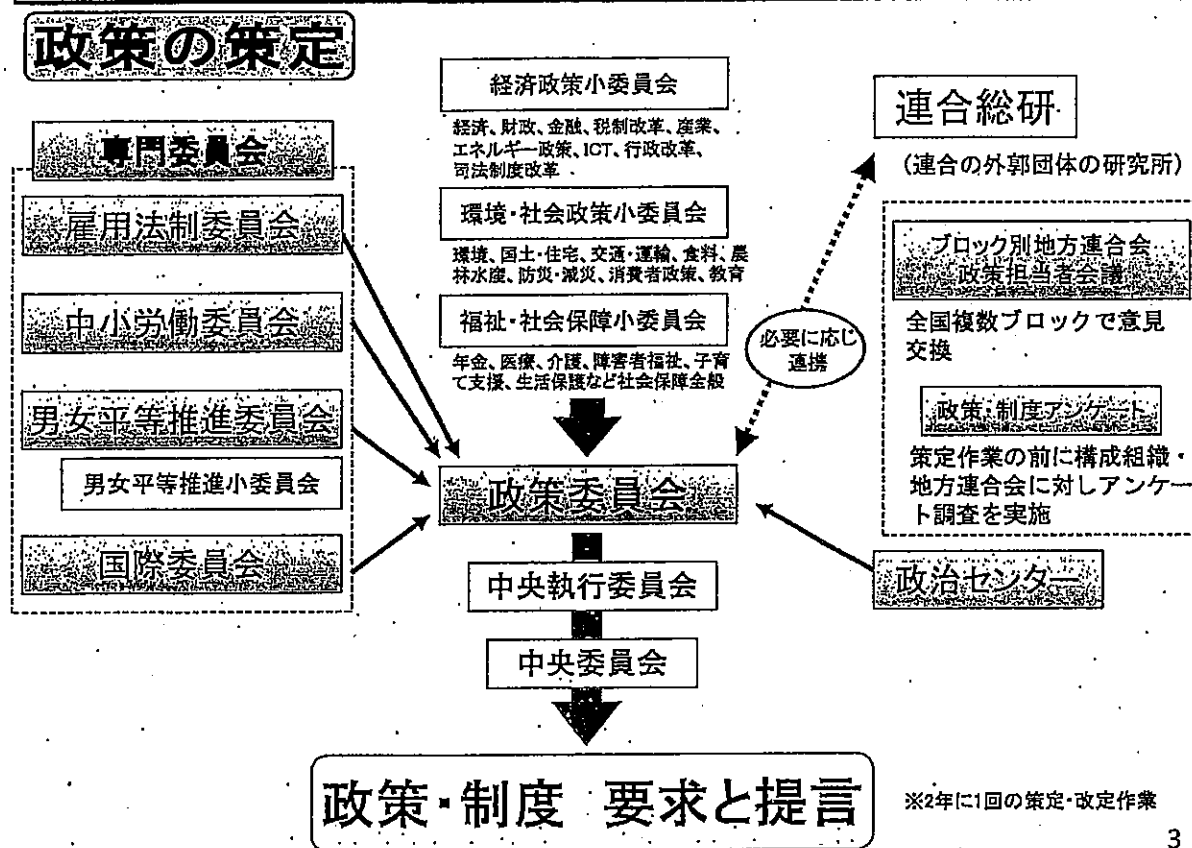 政策の策定
専門委員会
雇用法制委員会
中小労働委員会
男女平等推進委員会
男女平等推進小委員会
国際委員会
経済政策小委員会
経済、財政、金融、税制改革、産業、
エネルギー政策、ICT、行政改革、
司法制度改革
環境・社会政策小委員会
環境、国土・住宅、交通・運輸、食料、農
林水産、防災・減災、消費者政策、教育
福祉・社会保障小委員会
年金、医療、介護、障害者福祉、子育
て支援、生活保護など社会保障全般
政策委員会
中央執行委員会
中央委員会
政策・制度 要求と提言
連合総研
(連合の外郭団体の研究所)
必要に応じ
連携
ブロック別地方連合会
政策担当者会議
全国複数ブロックで意見
交換
政策・制度アンケート
策定作業の前に構成組織・
地方連合会に対しアンケー
ト調査を実施
政治センター
※2年に1回の策定・改定作業
3